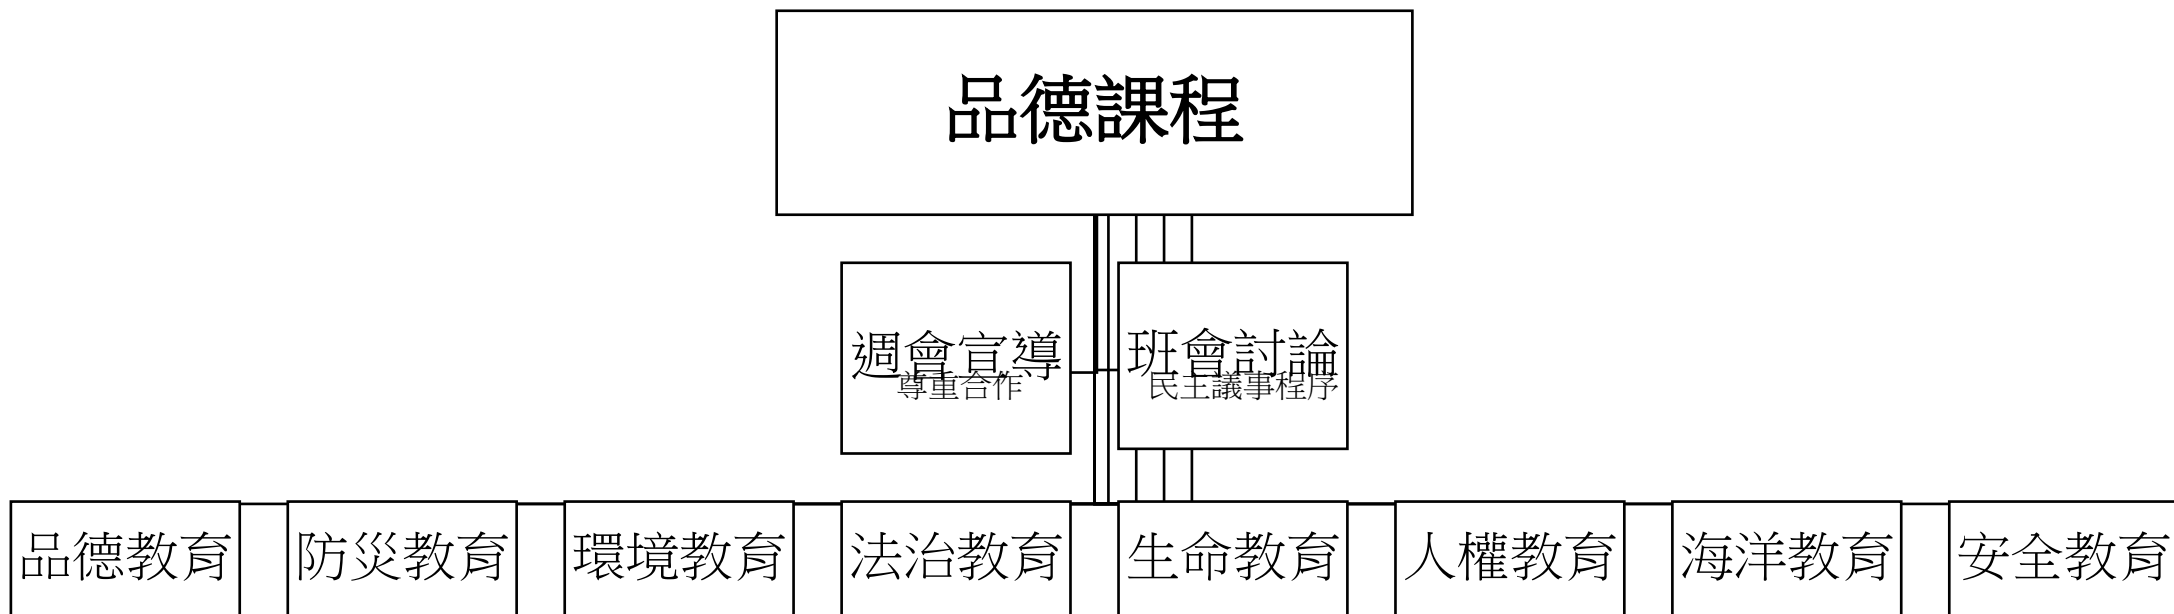 品德課程
週會宣導
尊重合作
班會討論
民主議事程序
品德教育
防災教育
環境教育
法治教育
生命教育
人權教育
海洋教育
安全教育